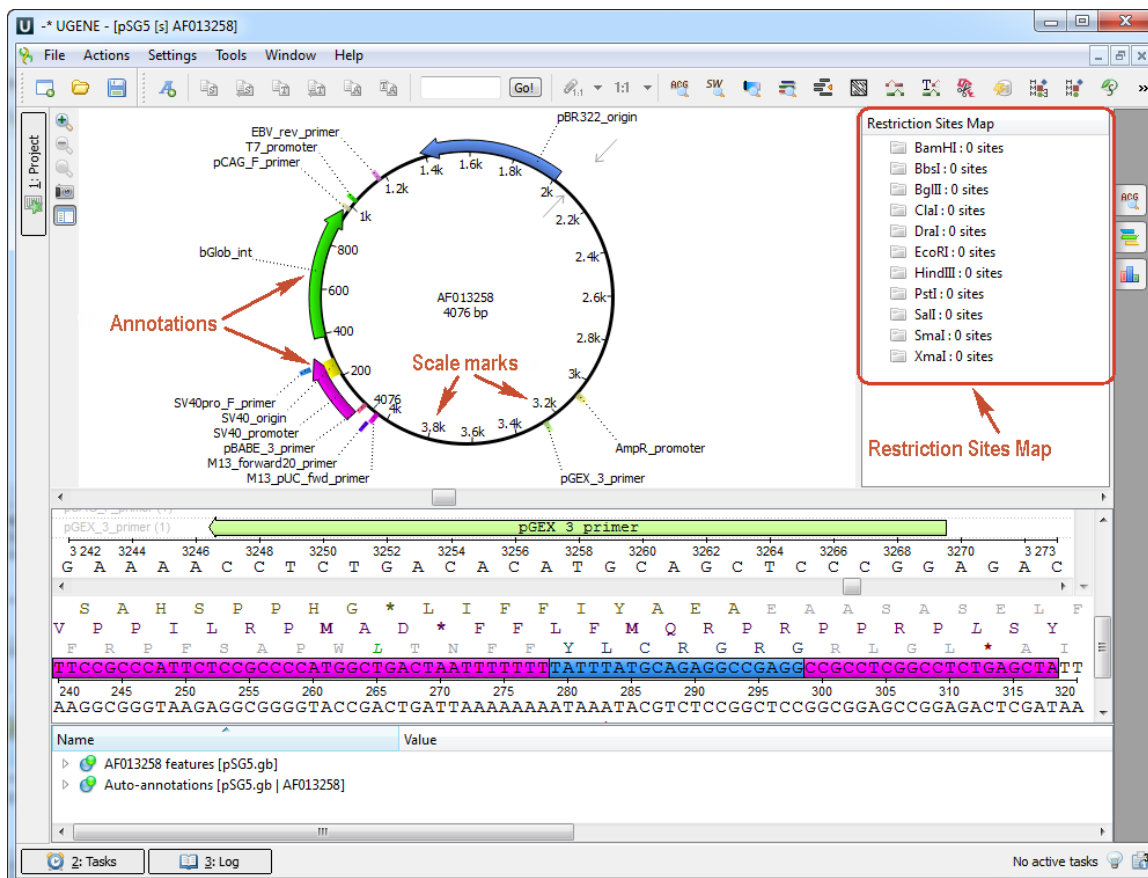 -* UGENE - [pSG5 [s] AF013258]
File Actions Settings Tools Window Help
Go! 1:1 ACG SW
1: Project
EBV_rev_primer
T7_promoter
pCAG_F_primer
bGlob_int
Annotations
SV40pro_F_primer
SV40_origin
SV40_promoter
pBABE_3_primer
M13_forward20_primer
M13_pUC_fwd_primer
pBR322_origin
AmpR_promoter
pGEX_3_primer
AF013258
4076 bp
Scale marks
200
400
600
800
1k
1.2k
1.4k
1.6k
1.8k
2k
2.2k
2.4k
2.6k
2.8k
3k
3.2k
3.4k
3.6k
3.8k
4k
4076
Restriction Sites Map
BamHI : 0 sites
BbsI : 0 sites
BglII : 0 sites
ClaI : 0 sites
DraI : 0 sites
EcoRI : 0 sites
HindIII : 0 sites
PstI : 0 sites
SalI : 0 sites
SmaI : 0 sites
XmaI : 0 sites
Restriction Sites Map
ACG
pGEX_3_primer (1)
pGEX 3 primer
3 242 3244 3246 3248 3250 3252 3254 3256 3258 3260 3262 3264 3266 3268 3270 3 273
G A A A A C C T C T G A C A C A T G C A G C T C C C G G A G A C
S A H S P P H G * L I F F I Y A E A E A A S A S E L F
V P P I L R P M A D * F F L F M Q R P R P P R P L S Y
F R P F S A P W L T N F F Y L C R G R G R L G L * A I
TTCCGCCCATTCTCCGCCCCATGGCTGACTAATTTTTTTTATTTATGCAGAGGCCGAGGCCGCCTCGGCCTCTGAGCTATT
240 245 250 255 260 265 270 275 280 285 290 295 300 305 310 315 320
AAGGCGGGTAAGAGGCGGGGTACCGACTGATTAAAAAAAATAAATACGTCTCCGGCTCCGGCGGAGCCGGAGACTCGATAA
Name Value
AF013258 features [pSG5.gb]
Auto-annotations [pSG5.gb | AF013258]
2: Tasks 3: Log No active tasks